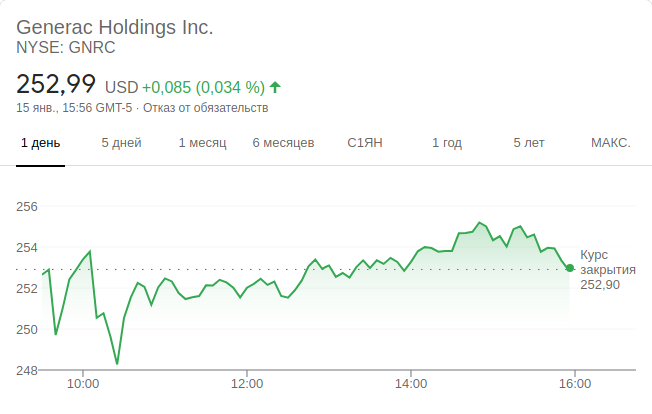 Generac Holdings Inc.
NYSE: GNRC
252,99 USD +0,085 (0,034 %)
15 янв., 15:56 GMT-5 · Отказ от обязательств
1 день 5 дней 1 месяц 6 месяцев С1ЯН 1 год 5 лет МАКС.
256
254
Курс
закрытия
252,90
252
250
248
10:00 12:00 14:00 16:00